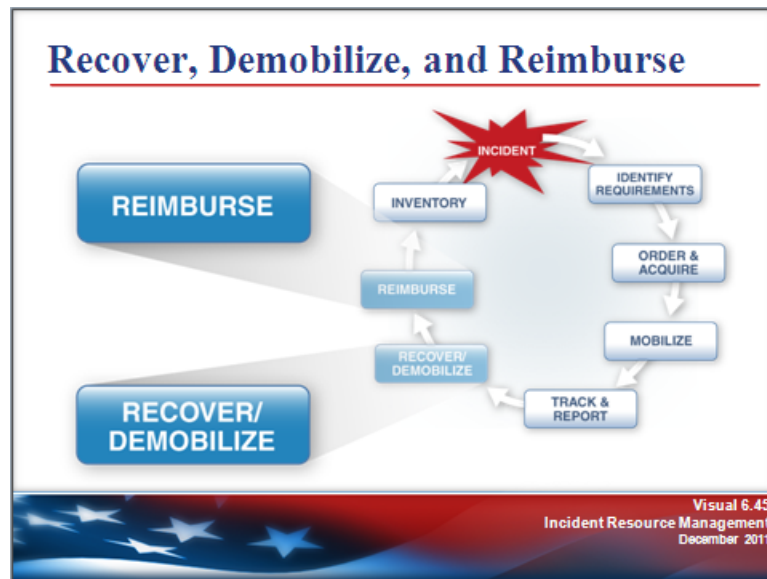 Recover, Demobilize, and Reimburse
REIMBURSE
RECOVER/
DEMOBILIZE
INCIDENT
IDENTIFY
REQUIREMENTS
ORDER &
ACQUIRE
MOBILIZE
TRACK &
REPORT
RECOVER/
DEMOBILIZE
REIMBURSE
INVENTORY
Visual 6.45
Incident Resource Management
December 2011